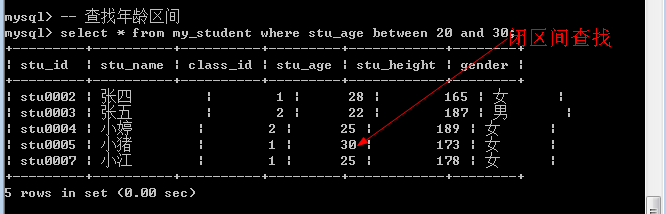 mysql> -- 查找年龄区间
mysql> select * from my_student where stu_age between 20 and 30;
闭区间查找
+---------+----------+----------+---------+------------+--------+
| stu_id | stu_name | class_id | stu_age | stu_height | gender |
+---------+----------+----------+---------+------------+--------+
| stu0002 | 张四 | 1 | 28 | 165 | 女 |
| stu0003 | 张五 | 2 | 22 | 187 | 男 |
| stu0004 | 小婷 | 2 | 25 | 189 | 女 |
| stu0005 | 小猪 | 1 | 30 | 173 | 女 |
| stu0007 | 小江 | 1 | 25 | 178 | 女 |
+---------+----------+----------+---------+------------+--------+
5 rows in set (0.00 sec)